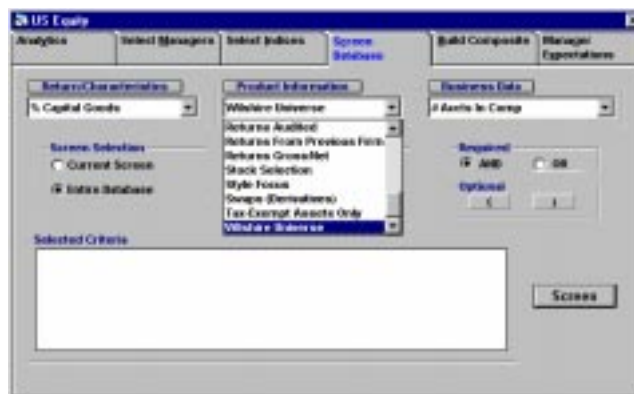 US Equity
Analytics
Select Managers
Select Indices
Screen Database
Build Composite
Manager Expectations
Return/Characteristics
Product Information
Business Data
% Capital Goods
Wilshire Universe
# Accts In Comp
Returns Audited
Returns From Previous Firm
Returns Gross/Net
Stock Selection
Style Focus
Swaps (Derivatives)
Tax-Exempt Assets Only
Wilshire Universe
Screen Selection
Current Screen
Entire Database
Required
AND
OR
Optional
(
)
Selected Criteria
Screen